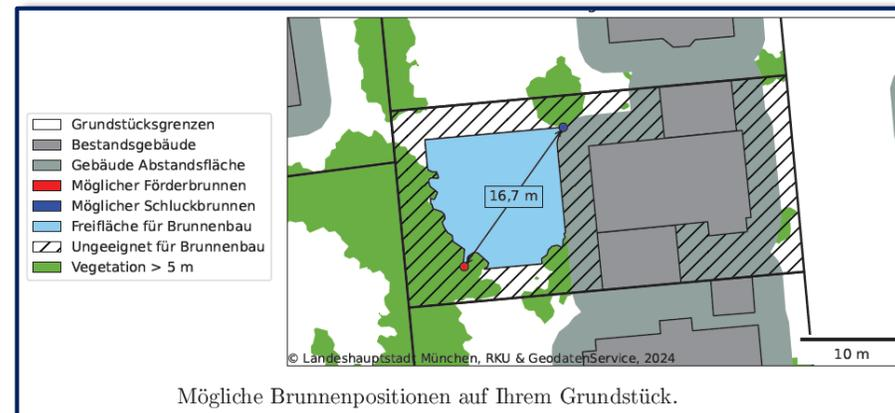 Grundstücksgrenzen
Bestandsgebäude
Gebäude Abstandsfläche
Möglicher Förderbrunnen
Möglicher Schluckbrunnen
Freifläche für Brunnenbau
Ungeeignet für Brunnenbau
Vegetation > 5 m
16,7 m
10 m
© Landeshauptstadt München, RKU & GeodatenService, 2024
Mögliche Brunnenpositionen auf Ihrem Grundstück.